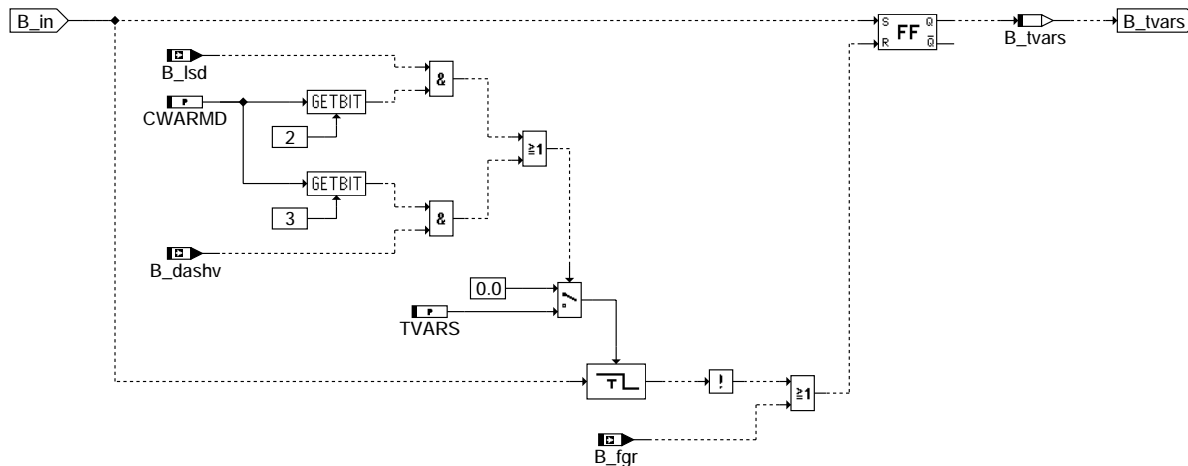 B_in
S Q
FF
R Q
B_tvars
B_tvars
B_lsd
&
P
CWARMD
GETBIT
2
≥1
GETBIT
3
&
B_dashv
0.0
P
TVARS
T
!
≥1
B_fgr